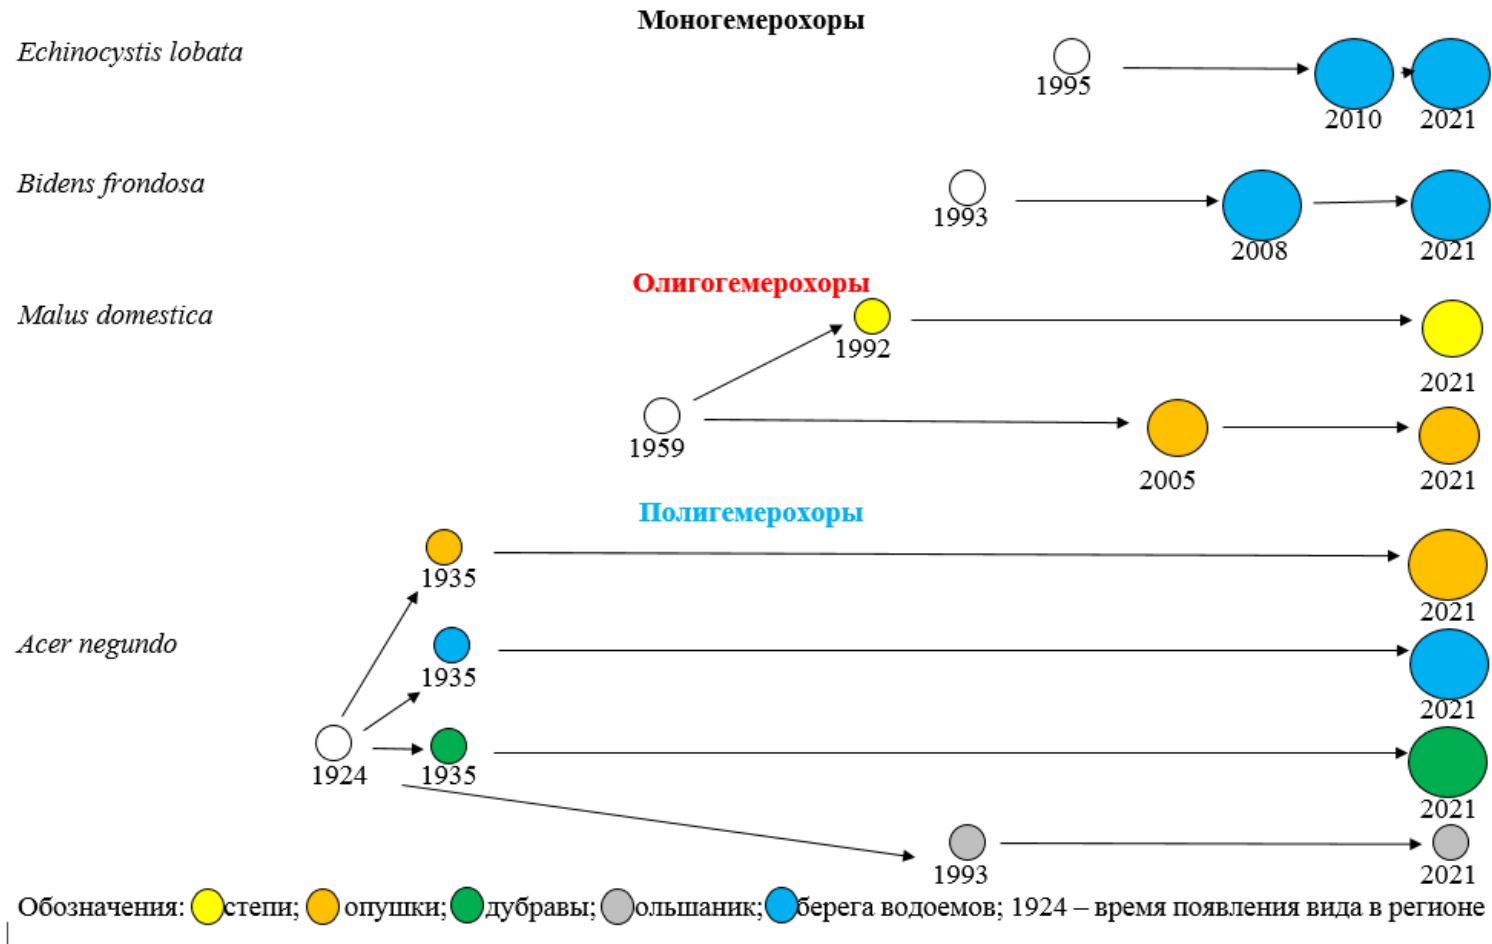 Моногемерохоры
Echinocystis lobata
1995
2010
2021
Bidens frondosa
1993
2008
2021
Олигогемерохоры
Malus domestica
1992
2021
1959
2005
2021
Полигемерохоры
1935
2021
Acer negundo
1935
2021
1924
1935
2021
1993
2021
Обозначения: степи; опушки; дубравы; ольшаник; берега водоемов; 1924 – время появления вида в регионе